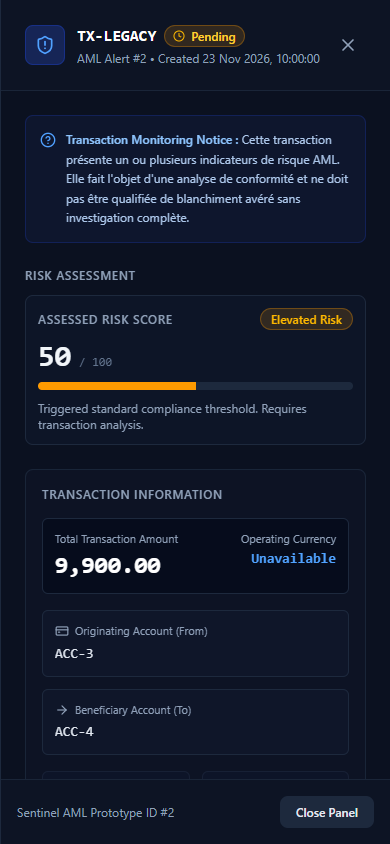 TX-LEGACY Pending
AML Alert #2 • Created 23 Nov 2026, 10:00:00
Transaction Monitoring Notice : Cette transaction
présente un ou plusieurs indicateurs de risque AML.
Elle fait l'objet d'une analyse de conformité et ne doit
pas être qualifiée de blanchiment avéré sans
investigation complète.
RISK ASSESSMENT
ASSESSED RISK SCORE Elevated Risk
50 / 100
Triggered standard compliance threshold. Requires
transaction analysis.
TRANSACTION INFORMATION
Total Transaction Amount Operating Currency
9,900.00 Unavailable
Originating Account (From)
ACC-3
Beneficiary Account (To)
ACC-4
Sentinel AML Prototype ID #2 Close Panel